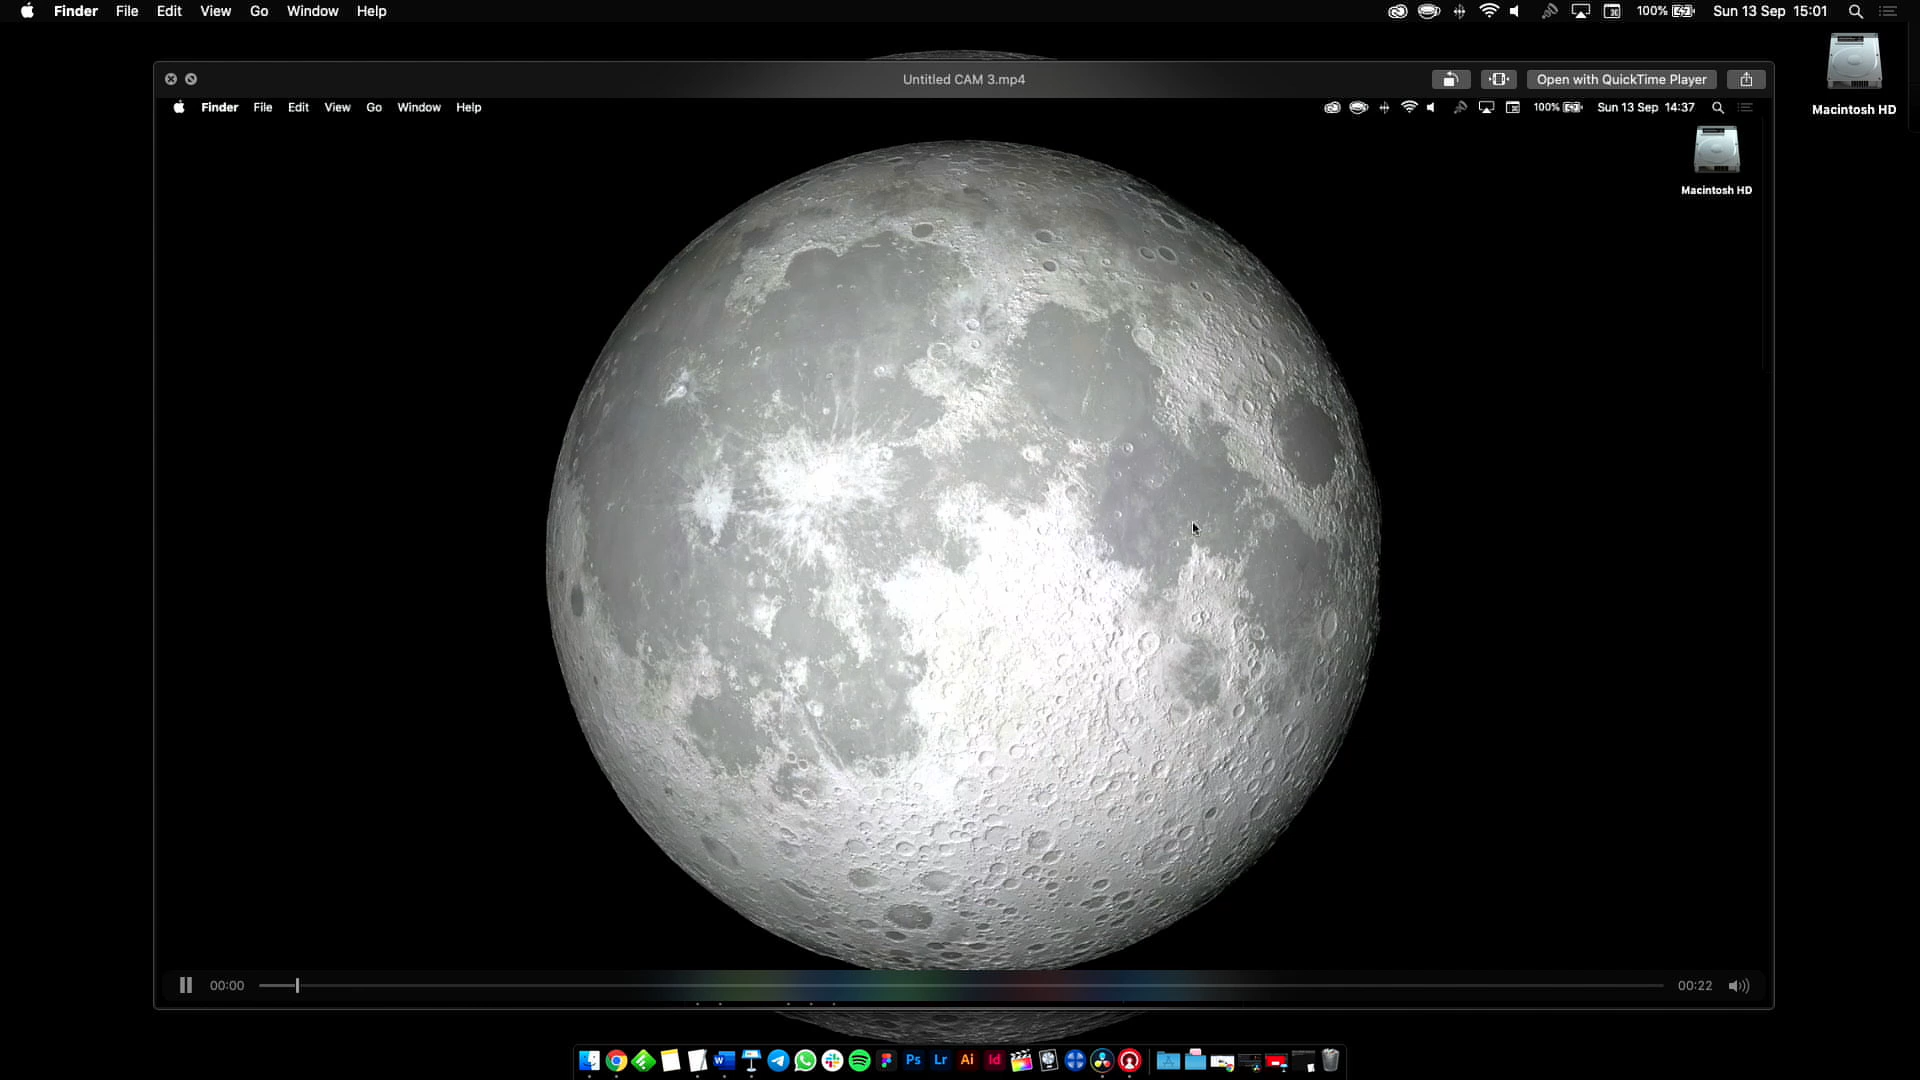 Finder File Edit View Go Window Help 100% Sun 13 Sep 15:01
Macintosh HD
Untitled CAM 3.mp4 Open with QuickTime Player
Finder File Edit View Go Window Help 100% Sun 13 Sep 14:37
Macintosh HD
00:00 00:22
Ps Lr Ai Id